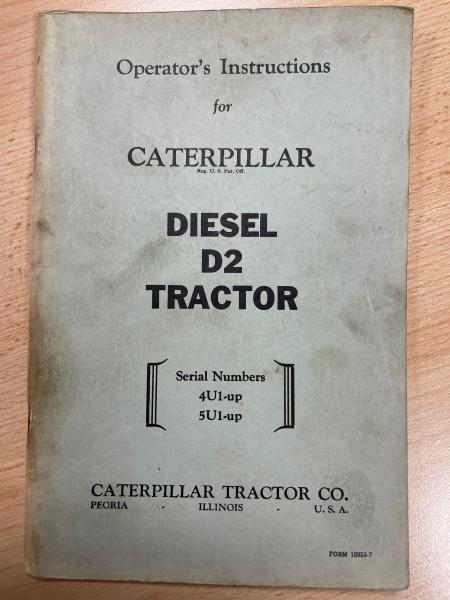 Operator's Instructions
for
CATERPILLAR
Reg. U. S. Pat. Off.
DIESEL
D2
TRACTOR
Serial Numbers
4U1-up
5U1-up
CATERPILLAR TRACTOR CO.
PEORIA - ILLINOIS - U. S. A.
FORM 10953-7